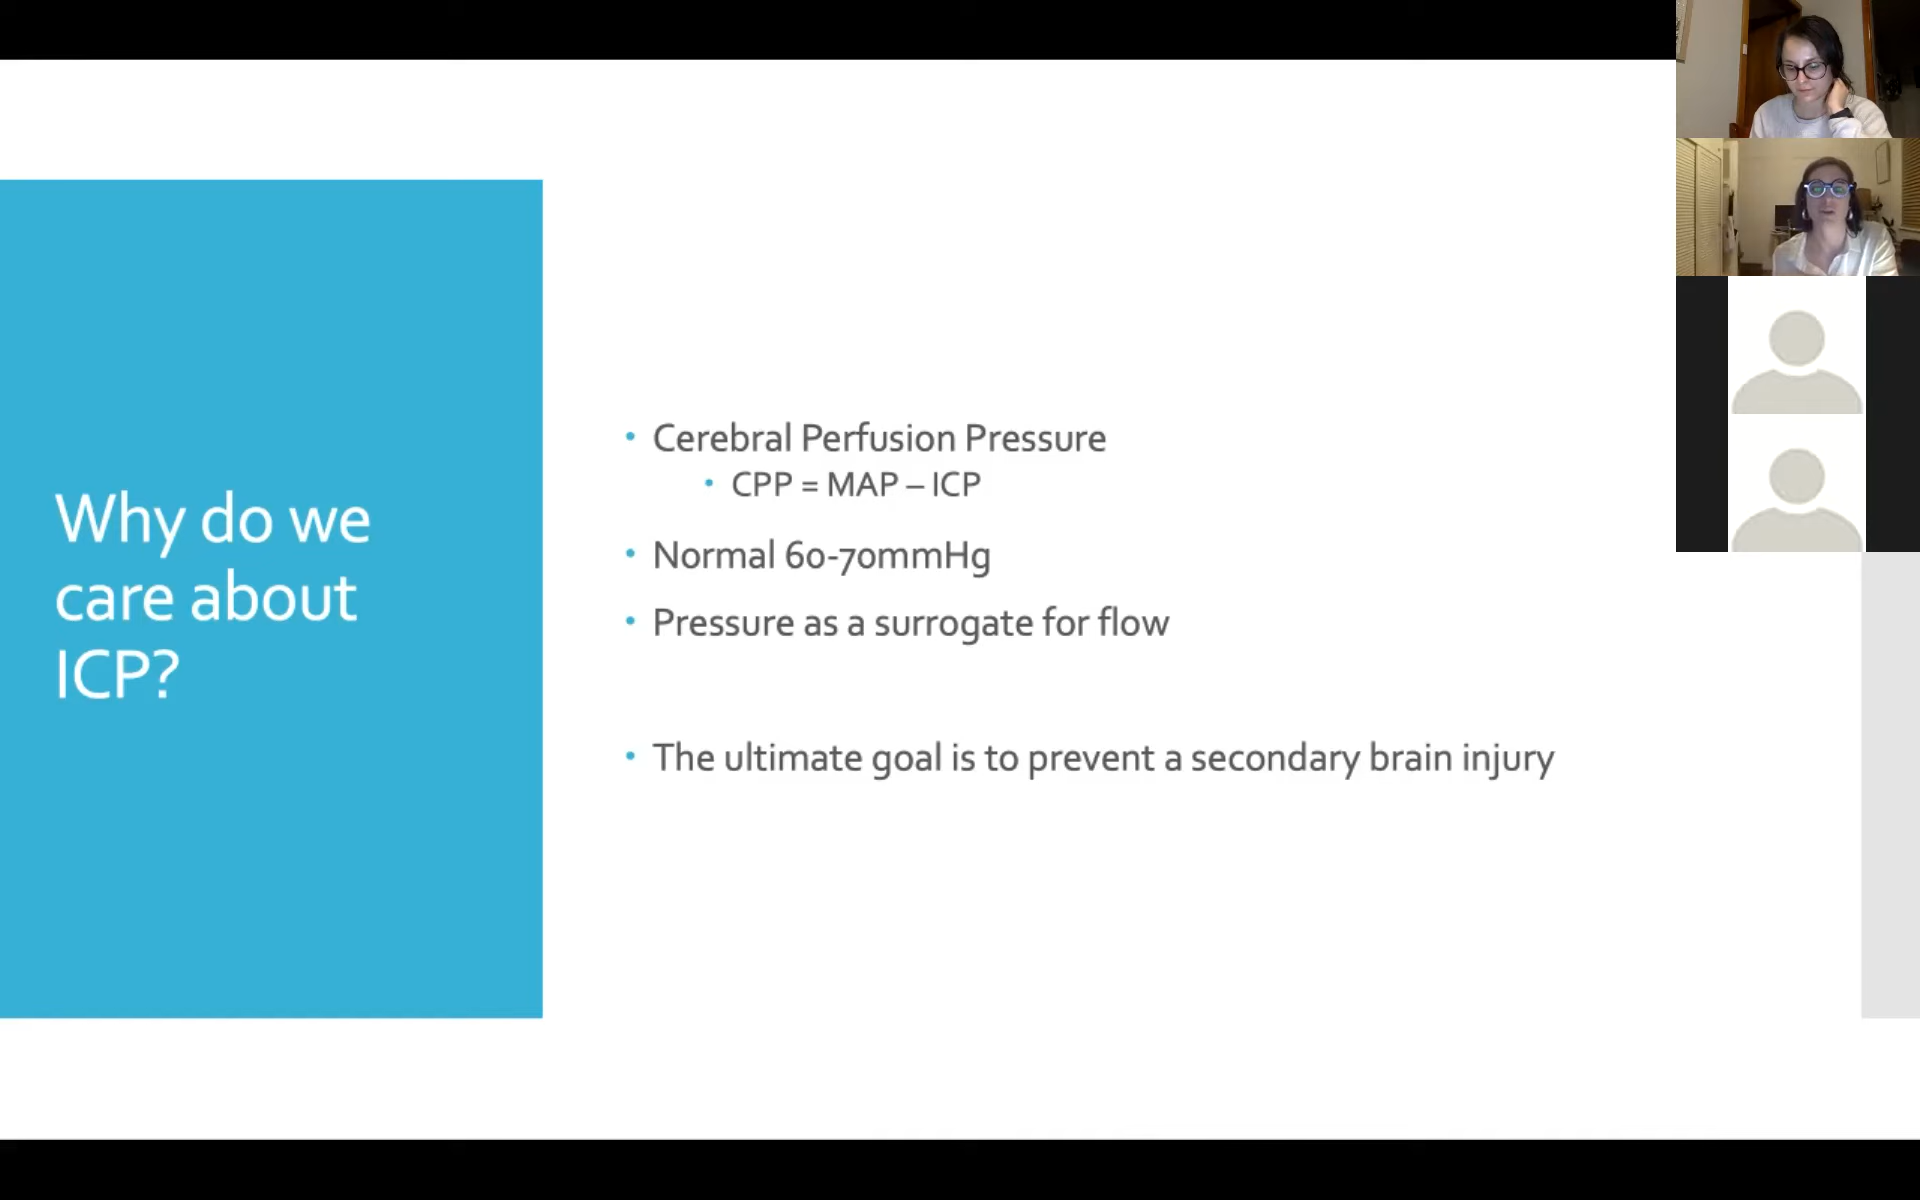 Why do we
care about
ICP?
• Cerebral Perfusion Pressure
• CPP = MAP – ICP
• Normal 60-70mmHg
• Pressure as a surrogate for flow
• The ultimate goal is to prevent a secondary brain injury